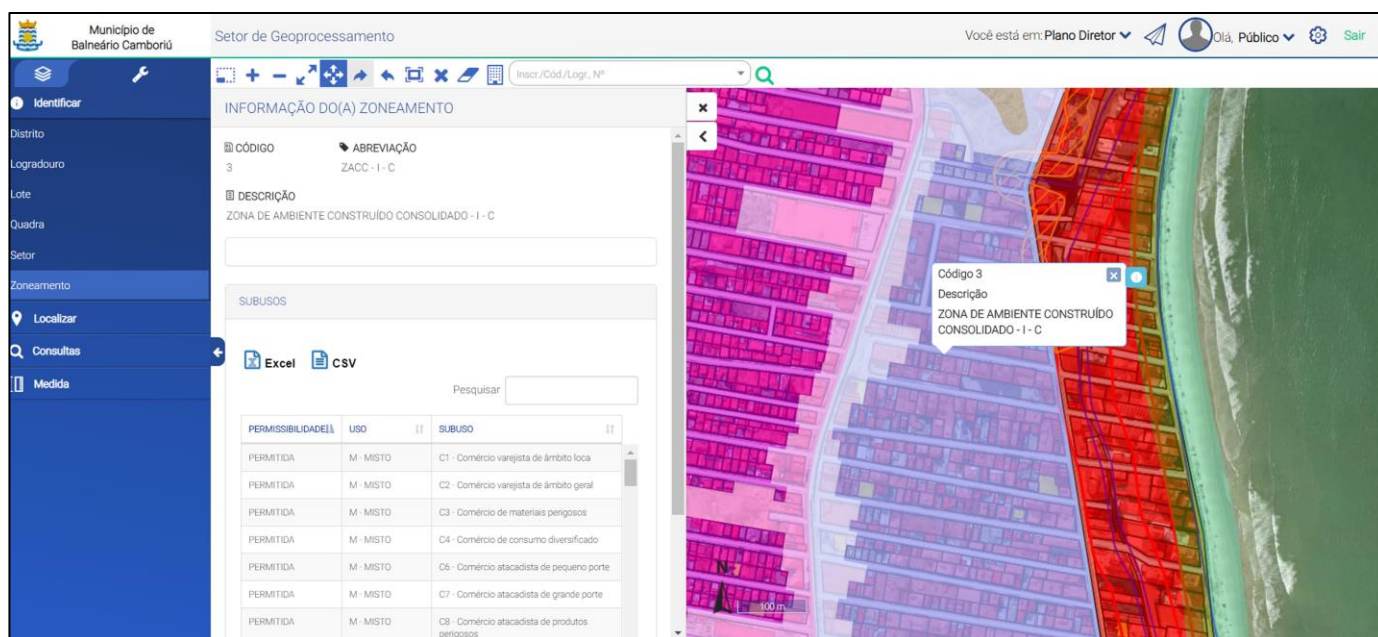 Município de
Balneário Camboriú
Setor de Geoprocessamento
Você está em: Plano Diretor
Olá, Público
Sair
Inscr./Cód./Logr., Nº
Identificar
Distrito
Logradouro
Lote
Quadra
Setor
Zoneamento
Localizar
Consultas
Medida
INFORMAÇÃO DO(A) ZONEAMENTO
CÓDIGO ABREVIAÇÃO
3 ZACC - I - C
DESCRIÇÃO
ZONA DE AMBIENTE CONSTRUÍDO CONSOLIDADO - I - C
SUBUSOS
Excel CSV
Pesquisar
PERMISSIBILIDADE USO SUBUSO
PERMITIDA M - MISTO C1 - Comércio varejista de âmbito loca
PERMITIDA M - MISTO C2 - Comércio varejista de âmbito geral
PERMITIDA M - MISTO C3 - Comércio de materiais perigosos
PERMITIDA M - MISTO C4 - Comércio de consumo diversificado
PERMITIDA M - MISTO C6 - Comércio atacadista de pequeno porte
PERMITIDA M - MISTO C7 - Comércio atacadista de grande porte
PERMITIDA M - MISTO C8 - Comércio atacadista de produtos
perigosos
Código 3
Descrição
ZONA DE AMBIENTE CONSTRUÍDO
CONSOLIDADO - I - C
N
100 m